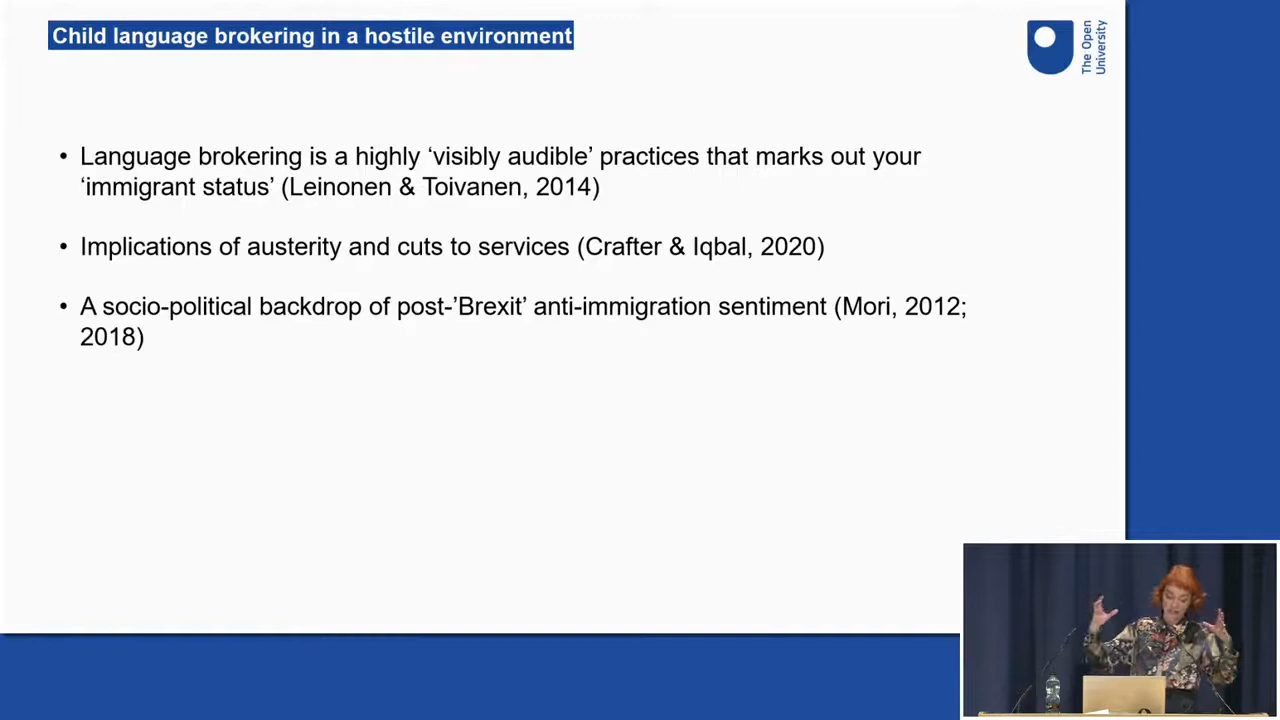 Child language brokering in a hostile environment
The Open
University
• Language brokering is a highly ‘visibly audible’ practices that marks out your
‘immigrant status’ (Leinonen & Toivanen, 2014)
• Implications of austerity and cuts to services (Crafter & Iqbal, 2020)
• A socio-political backdrop of post-’Brexit’ anti-immigration sentiment (Mori, 2012;
2018)